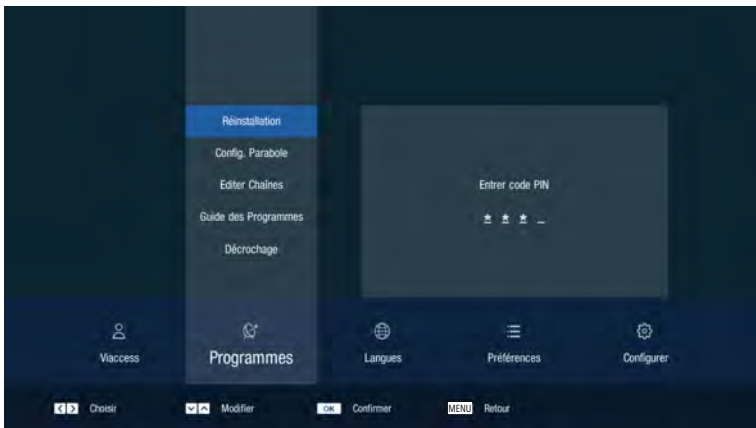 Réinstallation
Config. Parabole
Editer Chaînes
Guide des Programmes
Décrochage
Entrer code PIN
* * * _
Viaccess
Programmes
Langues
Préférences
Configurer
Choisir
Modifier
OK Confirmer
MENU Retour